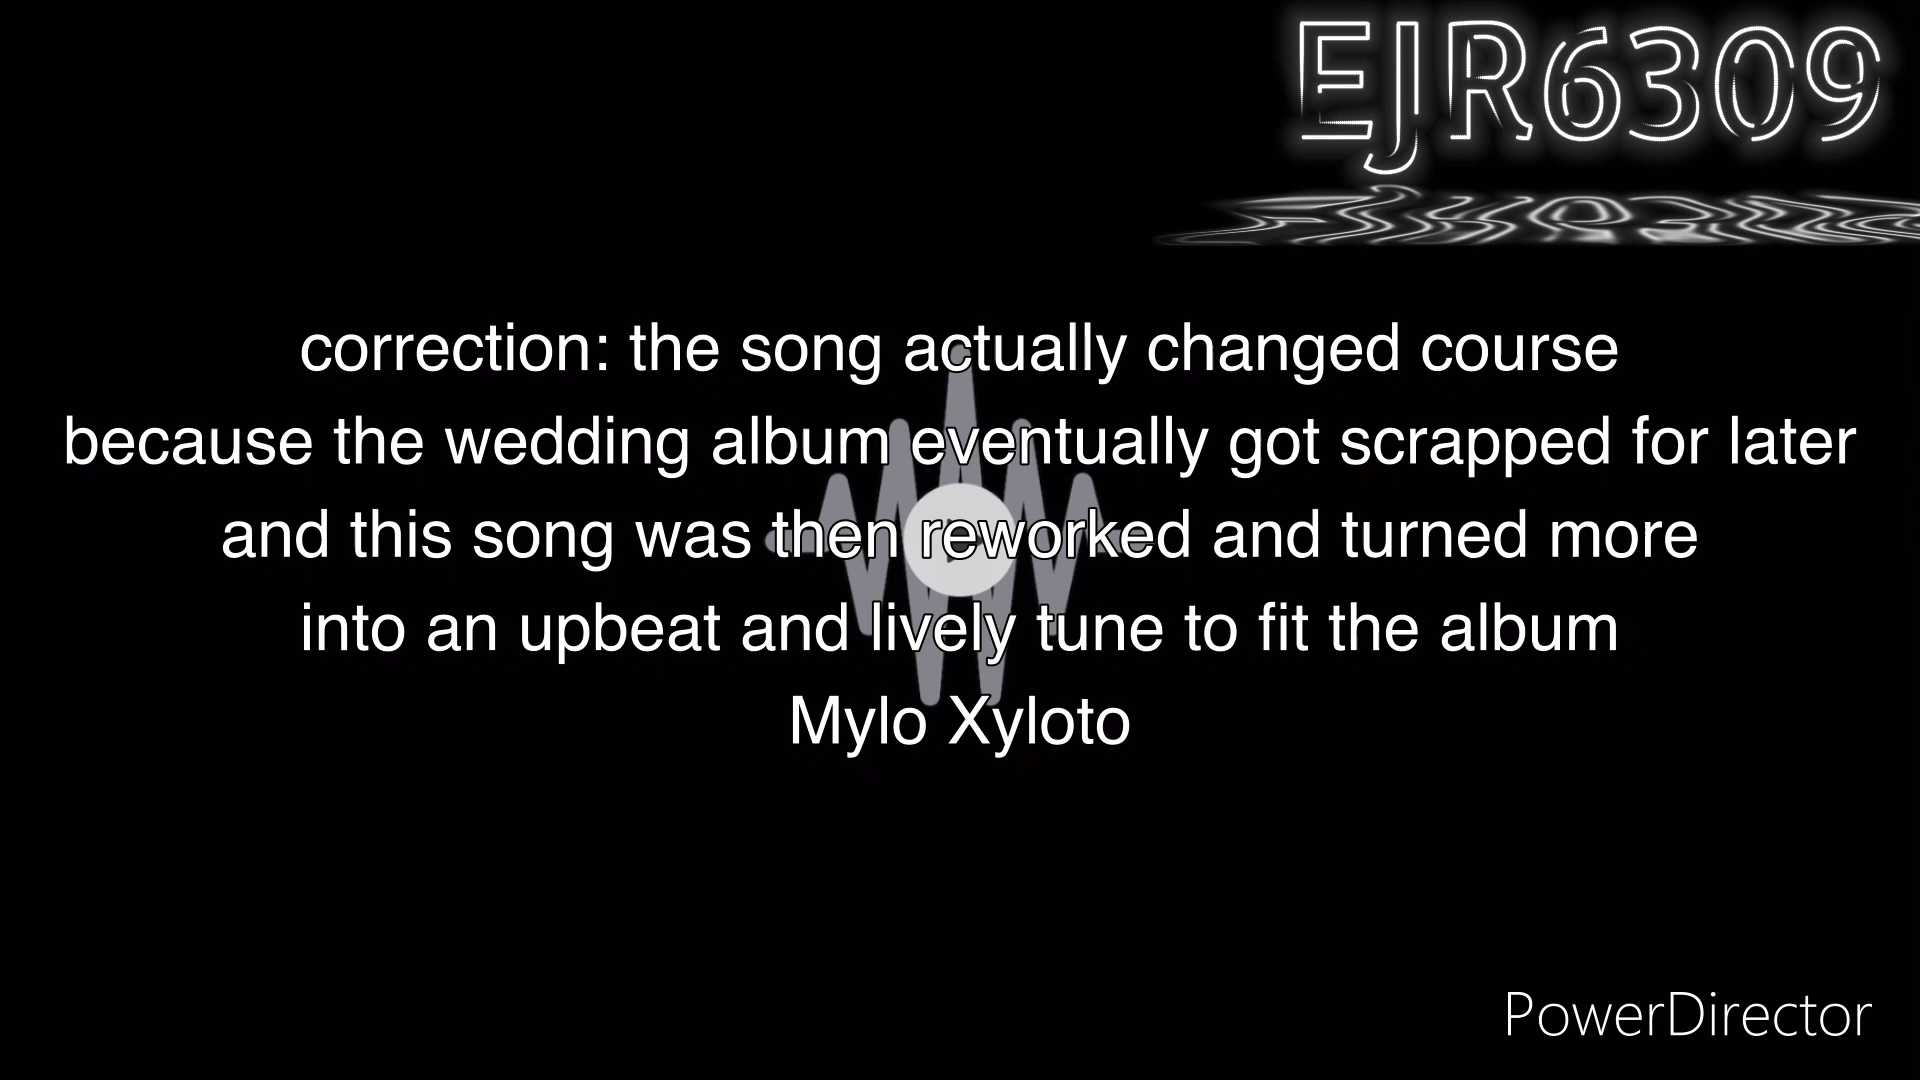 EJR6309
correction: the song actually changed course
because the wedding album eventually got scrapped for later
and this song was then reworked and turned more
into an upbeat and lively tune to fit the album
Mylo Xyloto
PowerDirector